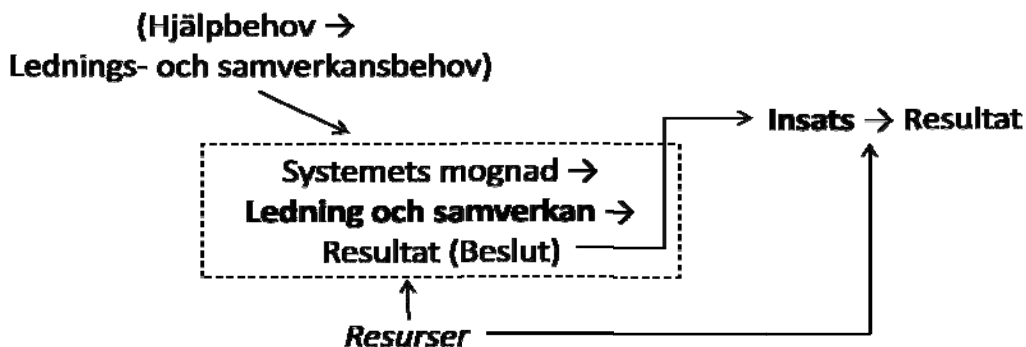 (Hjälpbehov →
Lednings- och samverkansbehov)
Insats → Resultat
Systemets mognad →
Ledning och samverkan →
Resultat (Beslut)
Resurser